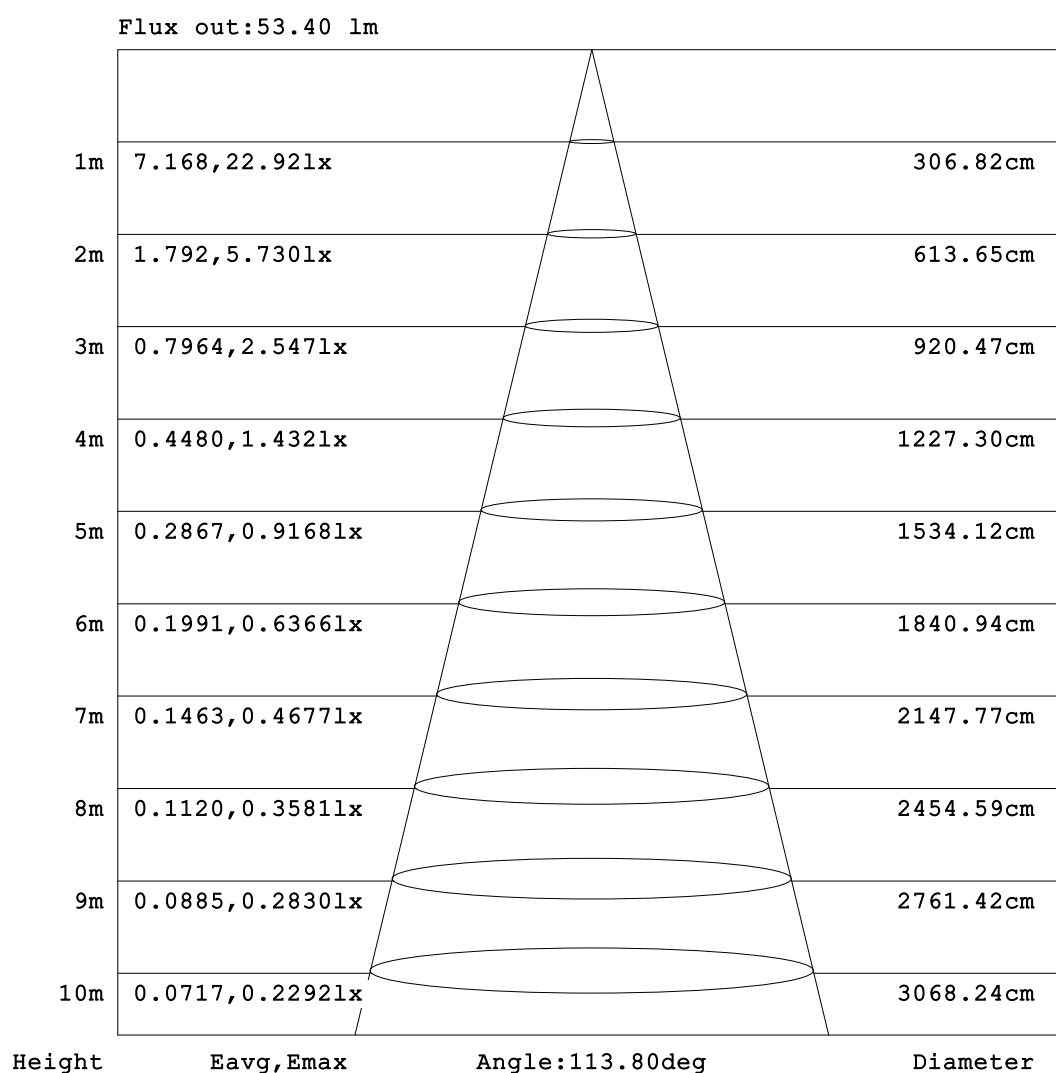 Flux out:53.40 lm
1m 7.168,22.92lx 306.82cm
2m 1.792,5.730lx 613.65cm
3m 0.7964,2.547lx 920.47cm
4m 0.4480,1.432lx 1227.30cm
5m 0.2867,0.9168lx 1534.12cm
6m 0.1991,0.6366lx 1840.94cm
7m 0.1463,0.4677lx 2147.77cm
8m 0.1120,0.3581lx 2454.59cm
9m 0.0885,0.2830lx 2761.42cm
10m 0.0717,0.2292lx 3068.24cm
Height Eavg,Emax Angle:113.80deg Diameter